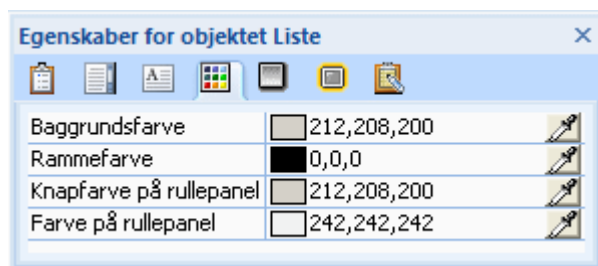 Egenskaber for objektet Liste
Baggrundsfarve 212,208,200
Rammefarve 0,0,0
Knapfarve på rullepanel 212,208,200
Farve på rullepanel 242,242,242